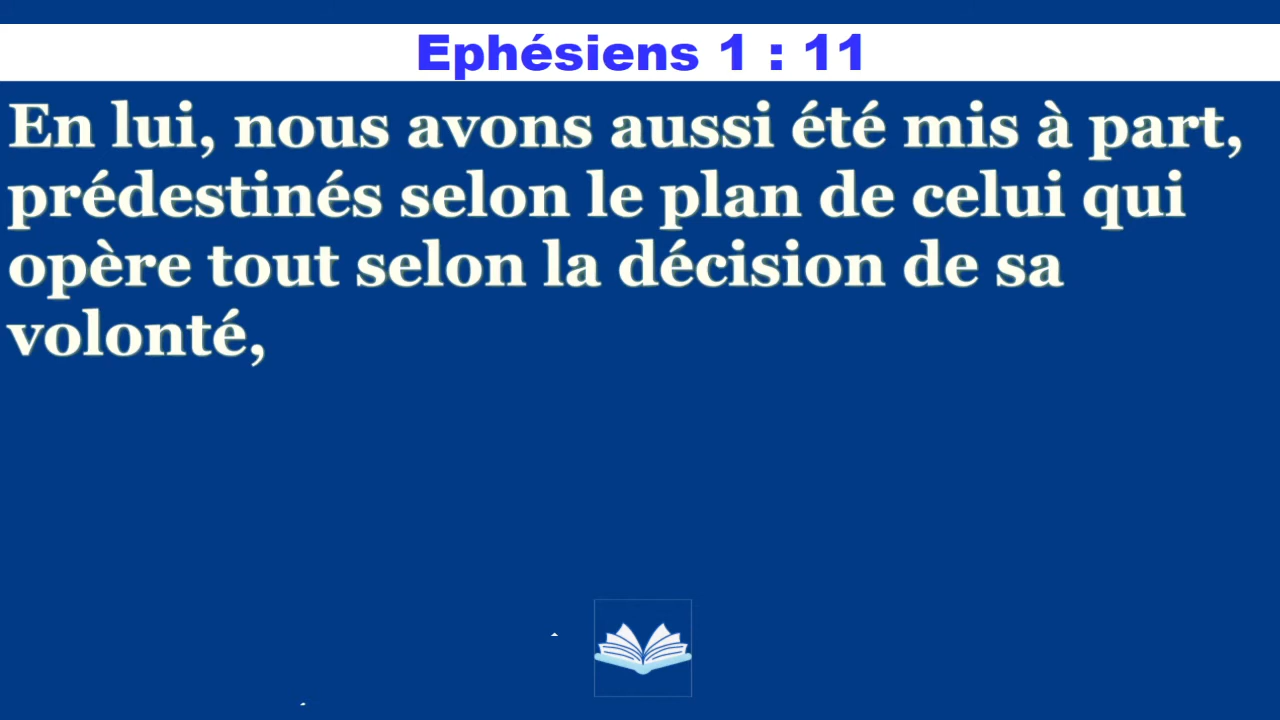 Ephésiens 1 : 11
En lui, nous avons aussi été mis à part,
prédestinés selon le plan de celui qui
opère tout selon la décision de sa
volonté,